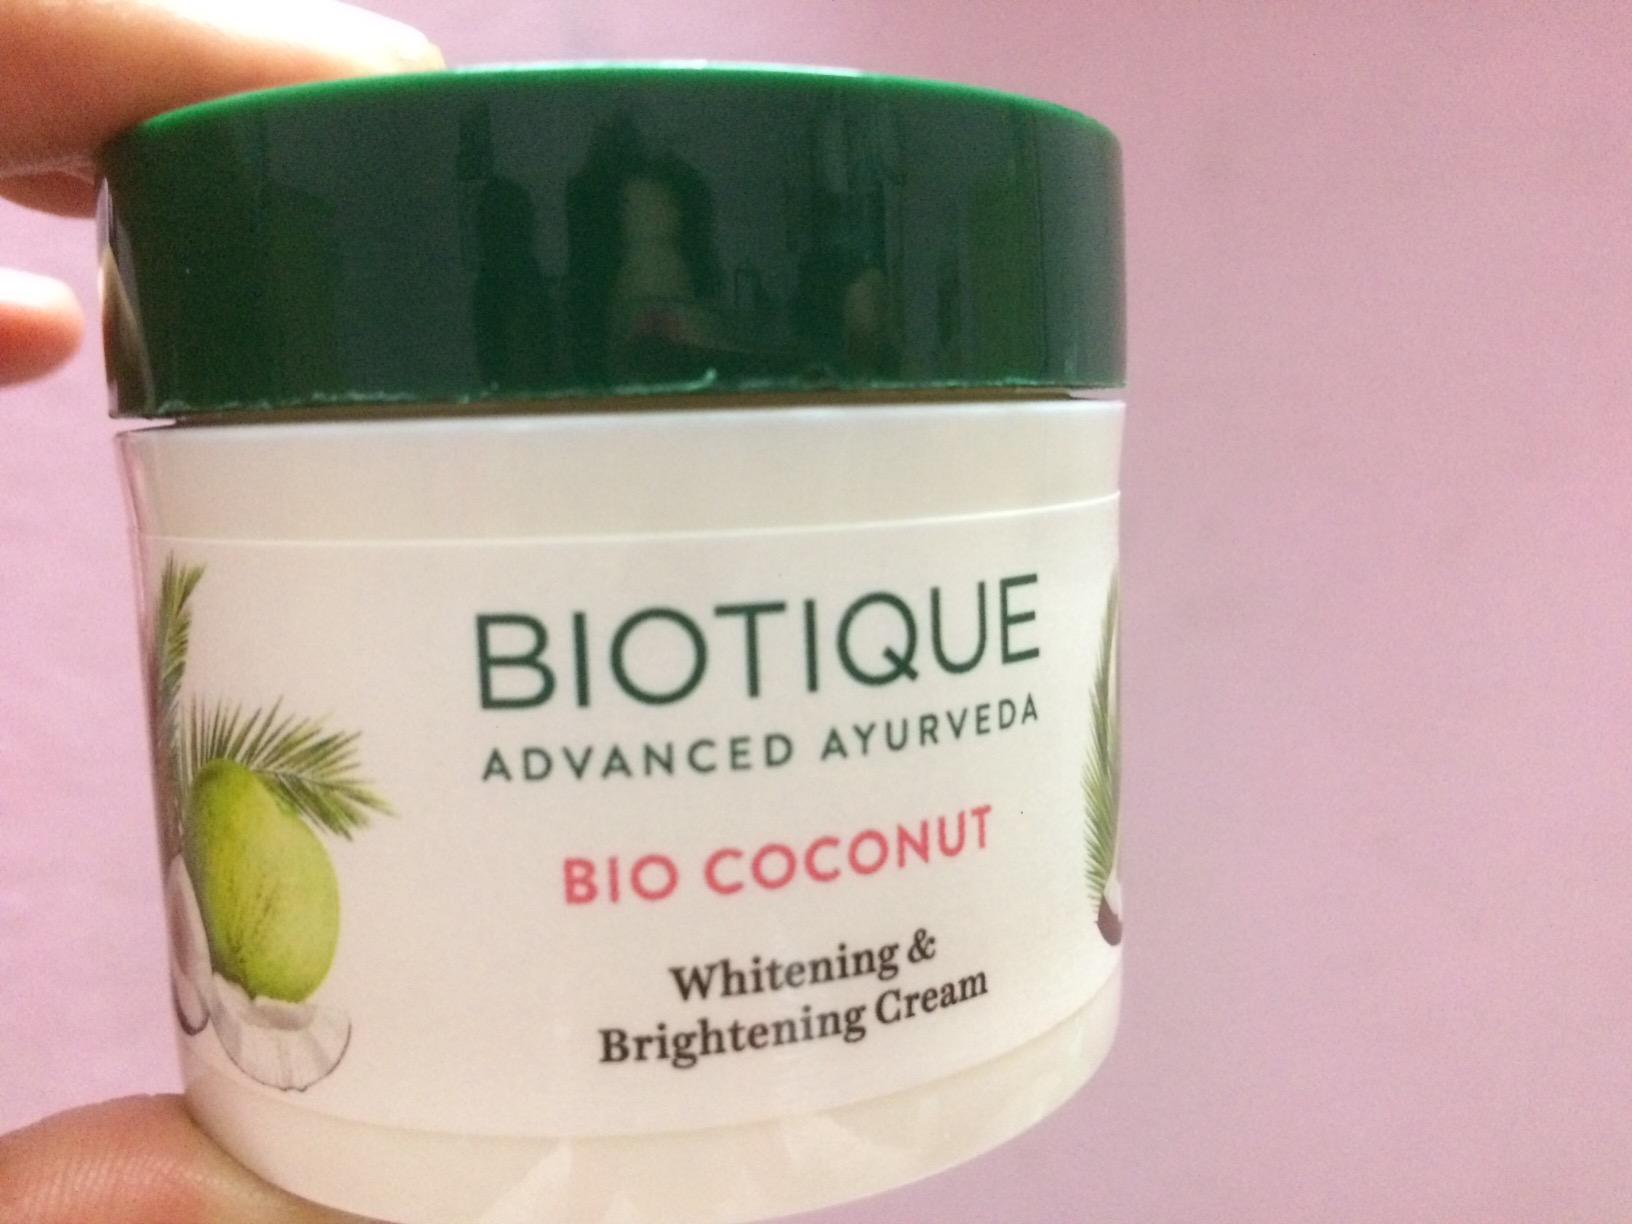 BIOTIQUE
ADVANCED AYURVEDA
BIO COCONUT
Whitening &
Brightening Cream